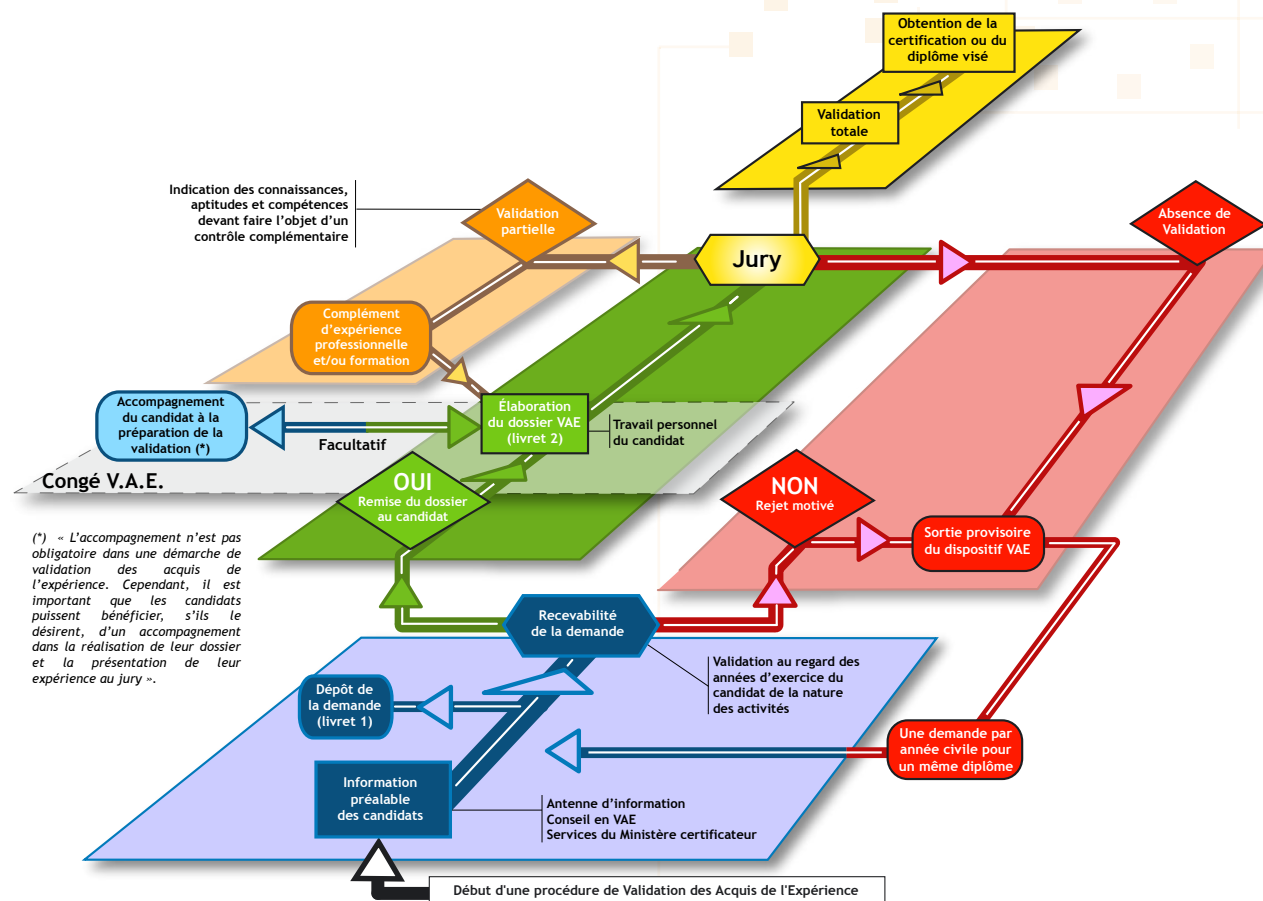 Obtention de la
certification ou du
diplôme visé
Validation
totale
Indication des connaissances,
aptitudes et compétences
devant faire l'objet d'un
contrôle complémentaire
Validation
partielle
Jury
Absence de
Validation
Complément
d'expérience
professionnelle
et/ou formation
Accompagnement
du candidat à la
préparation de la
validation (*)
Facultatif
Élaboration
du dossier VAE
(livret 2)
Travail personnel
du candidat
Congé V.A.E.
OUI
Remise du dossier
au candidat
NON
Rejet motivé
Sortie provisoire
du dispositif VAE
(*) « L'accompagnement n'est pas
obligatoire dans une démarche de
validation des acquis de
l'expérience. Cependant, il est
important que les candidats
puissent bénéficier, s'ils le
désirent, d'un accompagnement
dans la réalisation de leur dossier
et la présentation de leur
expérience au jury ».
Recevabilité
de la demande
Validation au regard des
années d'exercice du
candidat de la nature
des activités
Dépôt de
la demande
(livret 1)
Une demande par
année civile pour
un même diplôme
Information
préalable
des candidats
Antenne d'information
Conseil en VAE
Services du Ministère certificateur
Début d'une procédure de Validation des Acquis de l'Expérience